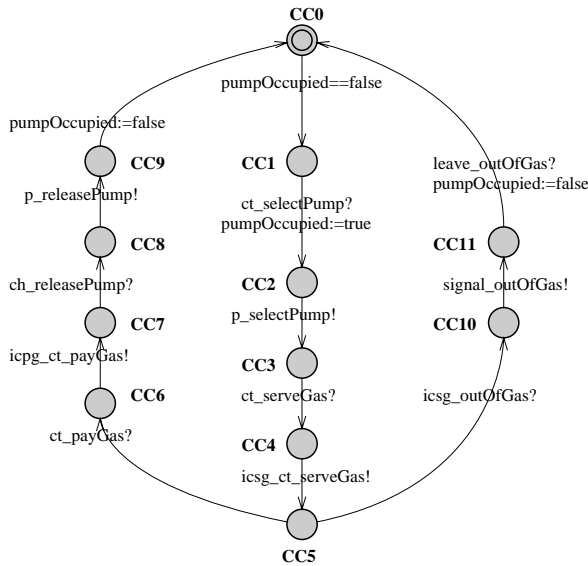 CC0
pumpOccupied==false
pumpOccupied:=false
CC9
CC1
leave_outOfGas?
pumpOccupied:=false
p_releasePump!
ct_selectPump?
pumpOccupied:=true
CC8
CC11
ch_releasePump?
CC2
signal_outOfGas!
p_selectPump!
CC7
CC10
icpg_ct_payGas!
CC3
ct_serveGas?
CC6
icsg_outOfGas?
ct_payGas?
CC4
icsg_ct_serveGas!
CC5